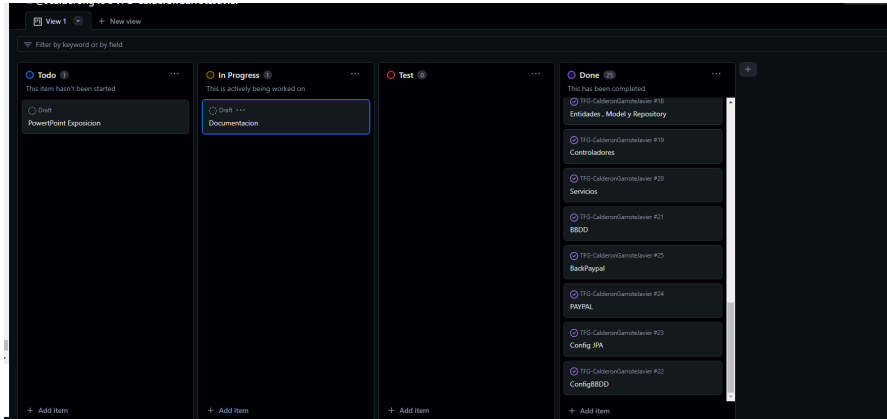 View 1
+ New view
Filter by keyword or by field
Todo 1 ...
This item hasn't been started
Draft
PowertPoint Exposicion
+ Add item
In Progress 1 ...
This is actively being worked on
Draft ...
Documentacion
+ Add item
Test 0 ...
+ Add item
Done 25 ...
This has been completed
TFG-CalderonGarroteJavier #18
Entidades , Model y Repository
TFG-CalderonGarroteJavier #19
Controladores
TFG-CalderonGarroteJavier #20
Servicios
TFG-CalderonGarroteJavier #21
BBDD
TFG-CalderonGarroteJavier #25
BackPaypal
TFG-CalderonGarroteJavier #24
PAYPAL
TFG-CalderonGarroteJavier #23
Config JPA
TFG-CalderonGarroteJavier #22
ConfigBBDD
+ Add item
+